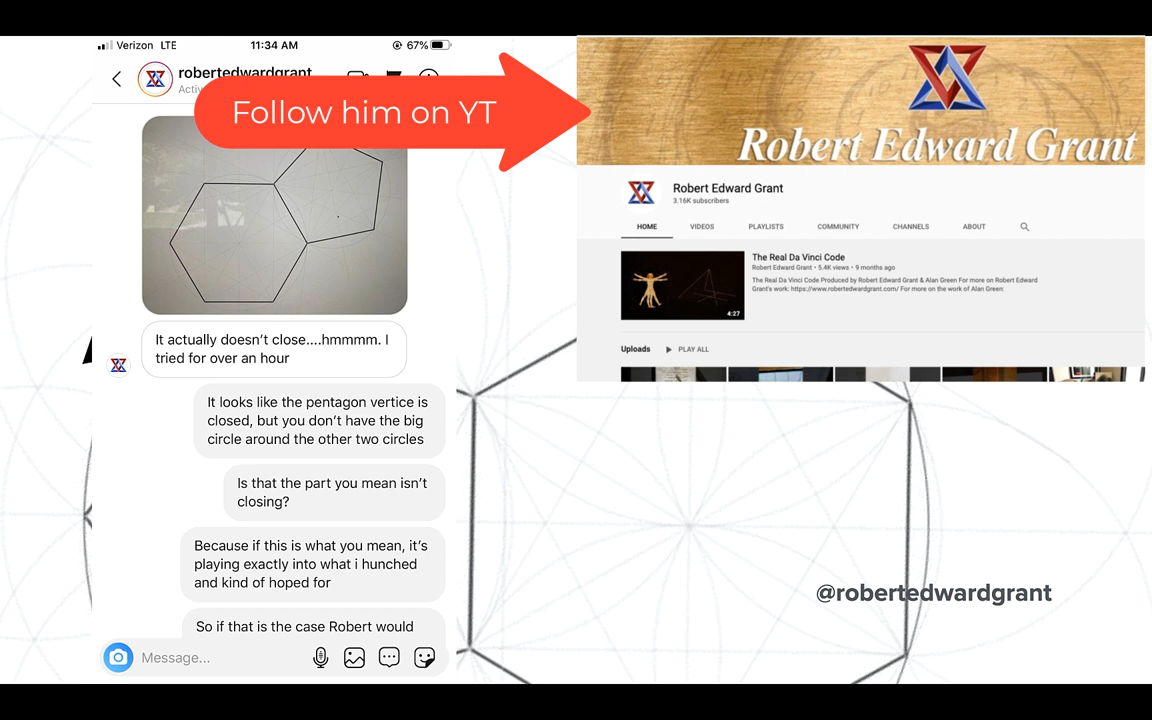 Verizon LTE
11:34 AM
67%
robertedwardgrant
Follow him on YT
It actually doesn't close....hmmmm. I
tried for over an hour
It looks like the pentagon vertice is
closed, but you don't have the big
circle around the other two circles
Is that the part you mean isn't
closing?
Because if this is what you mean, it's
playing exactly into what i hunched
and kind of hoped for
So if that is the case Robert would
Message...
Robert Edward Grant
Robert Edward Grant
3.16K subscribers
HOME VIDEOS PLAYLISTS COMMUNITY CHANNELS ABOUT
The Real Da Vinci Code
Robert Edward Grant • 5.4K views • 9 months ago
The Real Da Vinci Code Produced by Robert Edward Grant & Alan Green For more on Robert Edward
Grant's work: https://www.robertedwardgrant.com/ For more on the work of Alan Green:
4:27
Uploads PLAY ALL
@robertedwardgrant